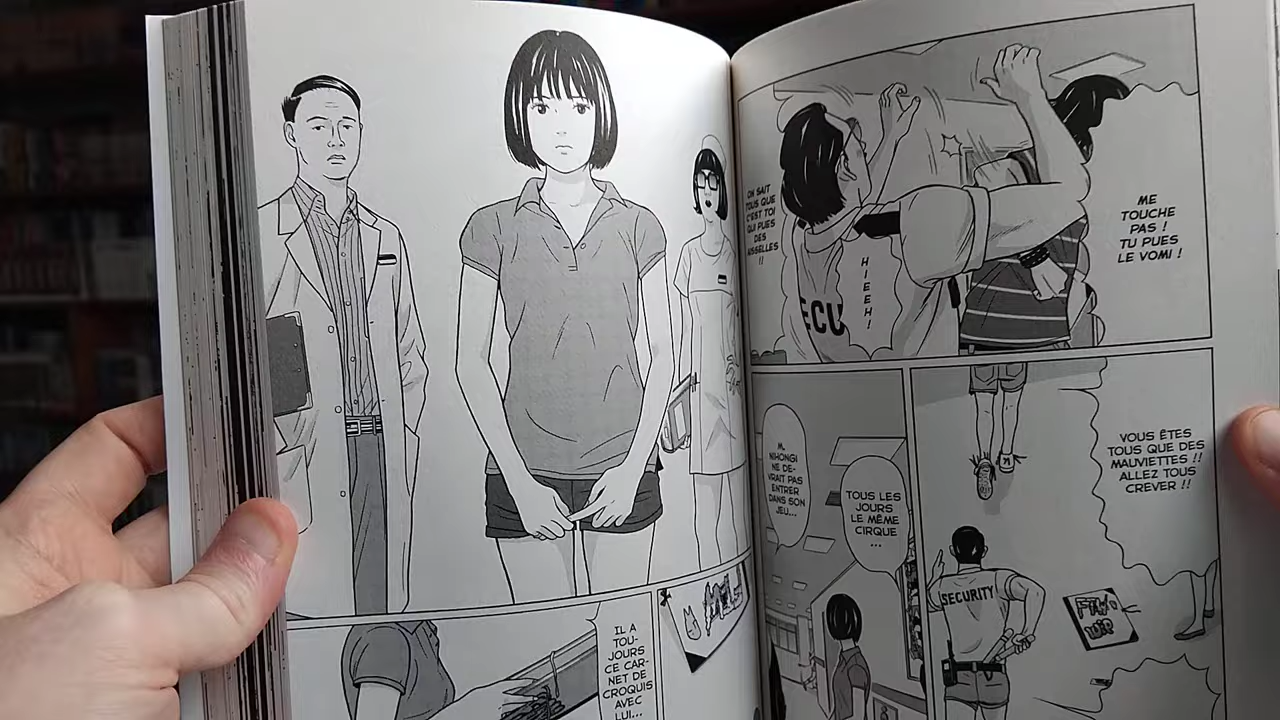 IL A
TOU-
JOURS
CE CAR-
NET DE
CROQUIS
AVEC
LUI...
ON SAIT
TOUS QUE
C'EST TOI
QUI PUES
DES
AISSELLES
!!
HIEEH!
ECU
ME
TOUCHE
PAS !
TU PUES
LE VOMI !
M.
NIHONGI
NE DE-
VRAIT PAS
ENTRER
DANS SON
JEU...
TOUS LES
JOURS
LE MÊME
CIRQUE
...
VOUS ÊTES
TOUS QUE DES
MAUVIETTES !!
ALLEZ TOUS
CREVER !!
SECURITY